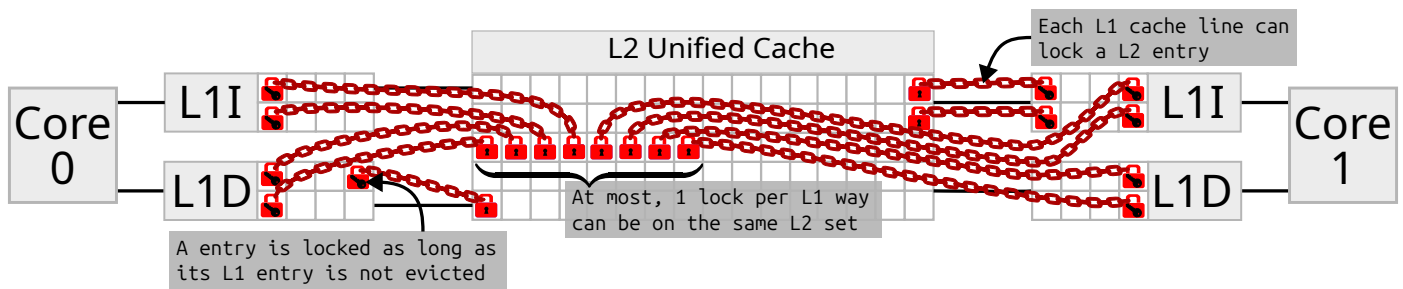 Each L1 cache line can
lock a L2 entry
L2 Unified Cache
Core
0
L1I
L1D
L1I
L1D
Core
1
At most, 1 lock per L1 way
can be on the same L2 set
A entry is locked as long as
its L1 entry is not evicted